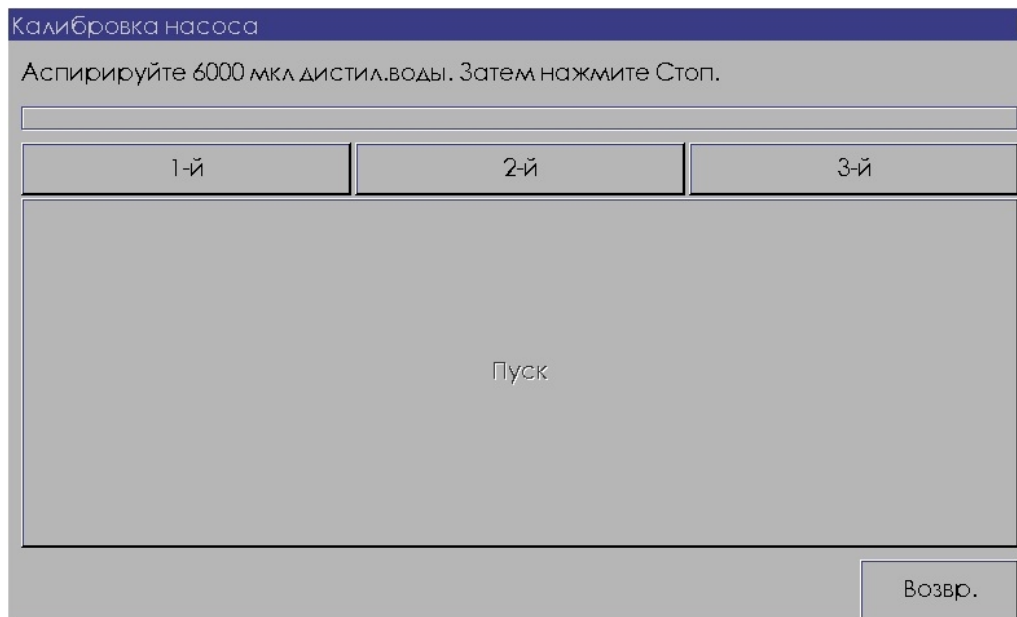 Калибровка насоса
Аспирируйте 6000 мкл дистил.воды. Затем нажмите Стоп.
1-й
2-й
3-й
Пуск
Возвр.